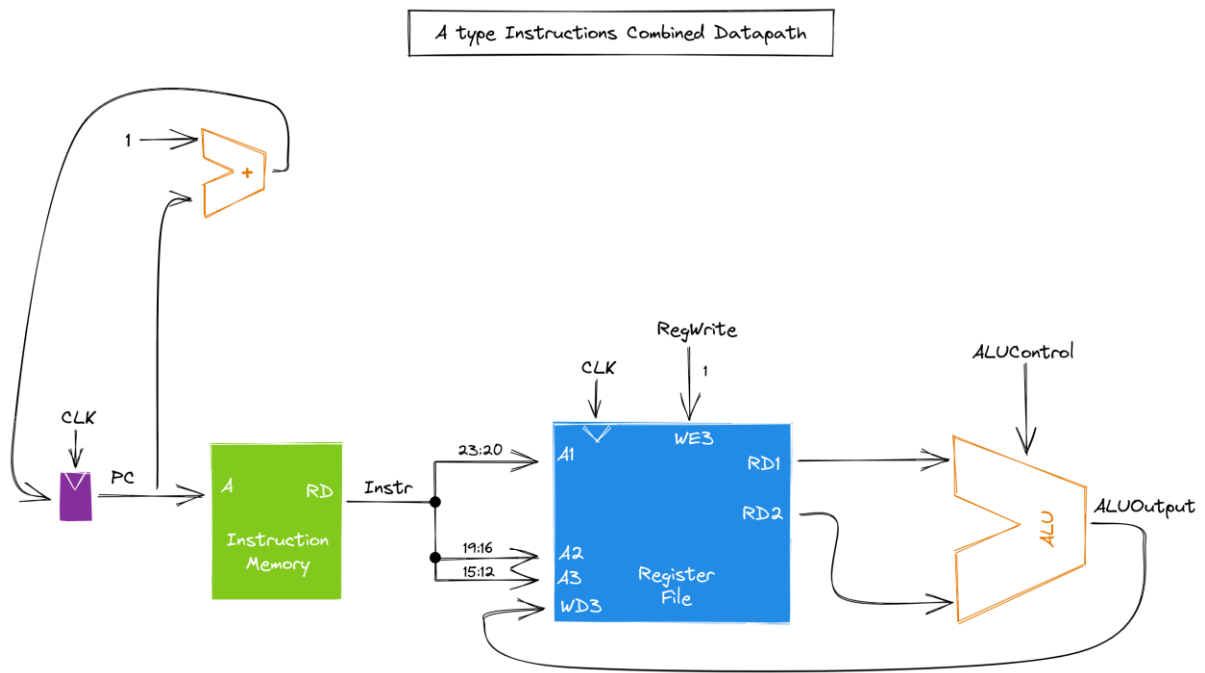 A type Instructions Combined Datapath
1
+
RegWrite
CLK
1
ALUControl
CLK
PC
A
RD
Instr
Instruction
Memory
23:20
19:16
15:12
A1
WE3
RD1
RD2
A2
A3
WD3
Register
File
ALU
ALUOutput